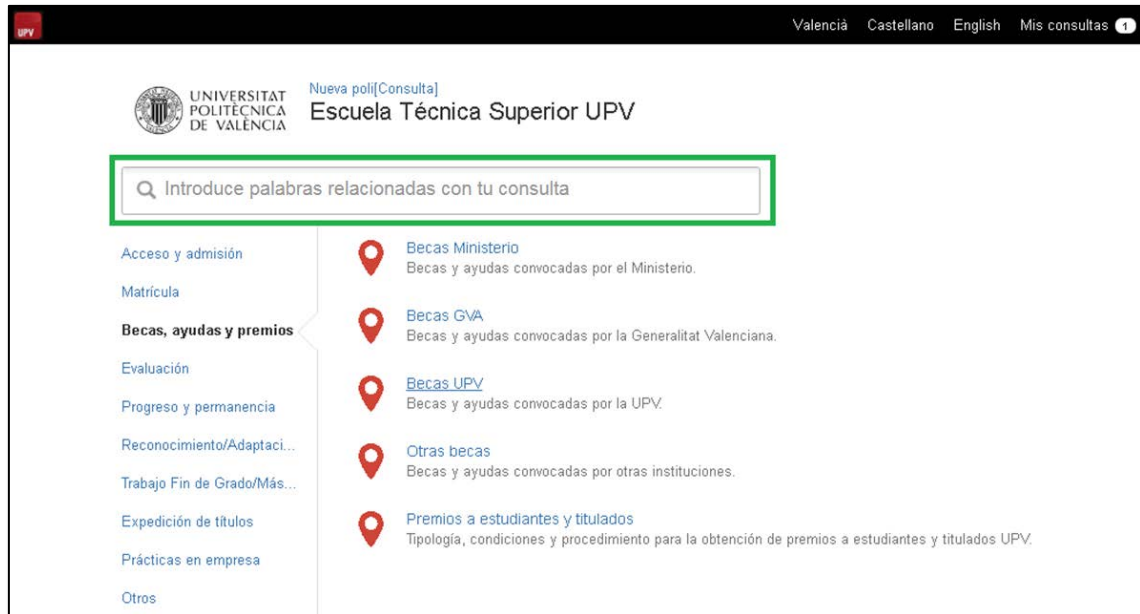 UPV
Valencià Castellano English Mis consultas 1
UNIVERSITAT
POLITÈCNICA
DE VALÈNCIA
Nueva poli[Consulta]
Escuela Técnica Superior UPV
Introduce palabras relacionadas con tu consulta
Acceso y admisión
Matrícula
Becas, ayudas y premios
Evaluación
Progreso y permanencia
Reconocimiento/Adaptaci...
Trabajo Fin de Grado/Más...
Expedición de títulos
Prácticas en empresa
Otros
Becas Ministerio
Becas y ayudas convocadas por el Ministerio.
Becas GVA
Becas y ayudas convocadas por la Generalitat Valenciana.
Becas UPV
Becas y ayudas convocadas por la UPV.
Otras becas
Becas y ayudas convocadas por otras instituciones.
Premios a estudiantes y titulados
Tipología, condiciones y procedimiento para la obtención de premios a estudiantes y titulados UPV.